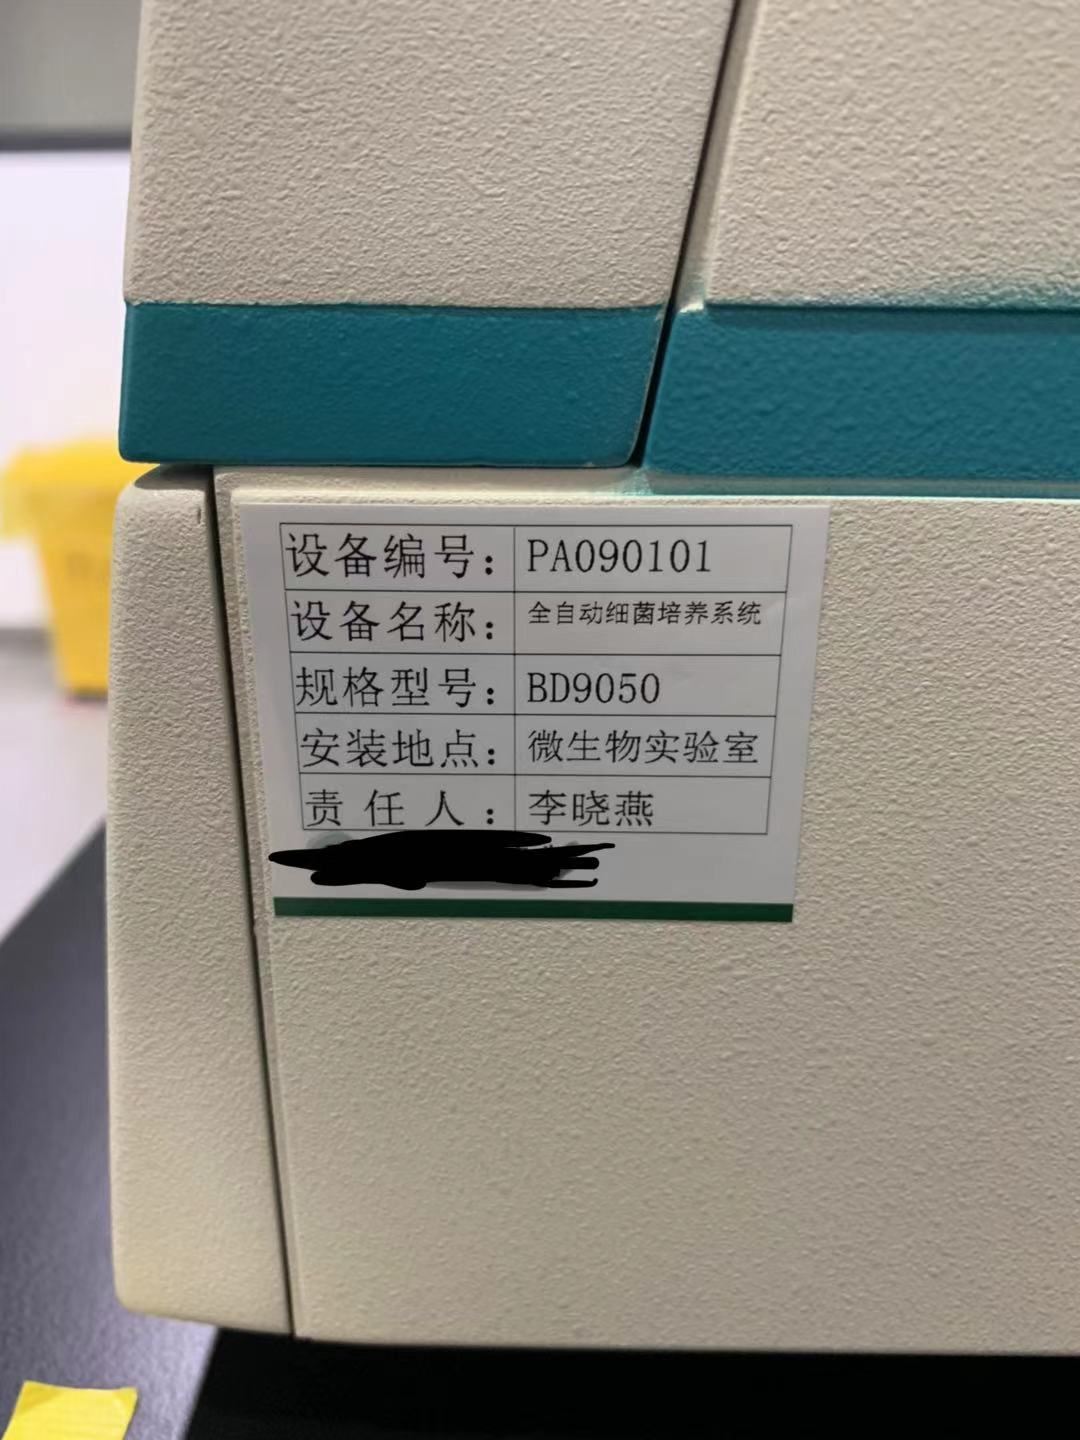 设备编号： PA090101
设备名称： 全自动细菌培养系统
规格型号： BD9050
安装地点： 微生物实验室
责任人： 李晓燕